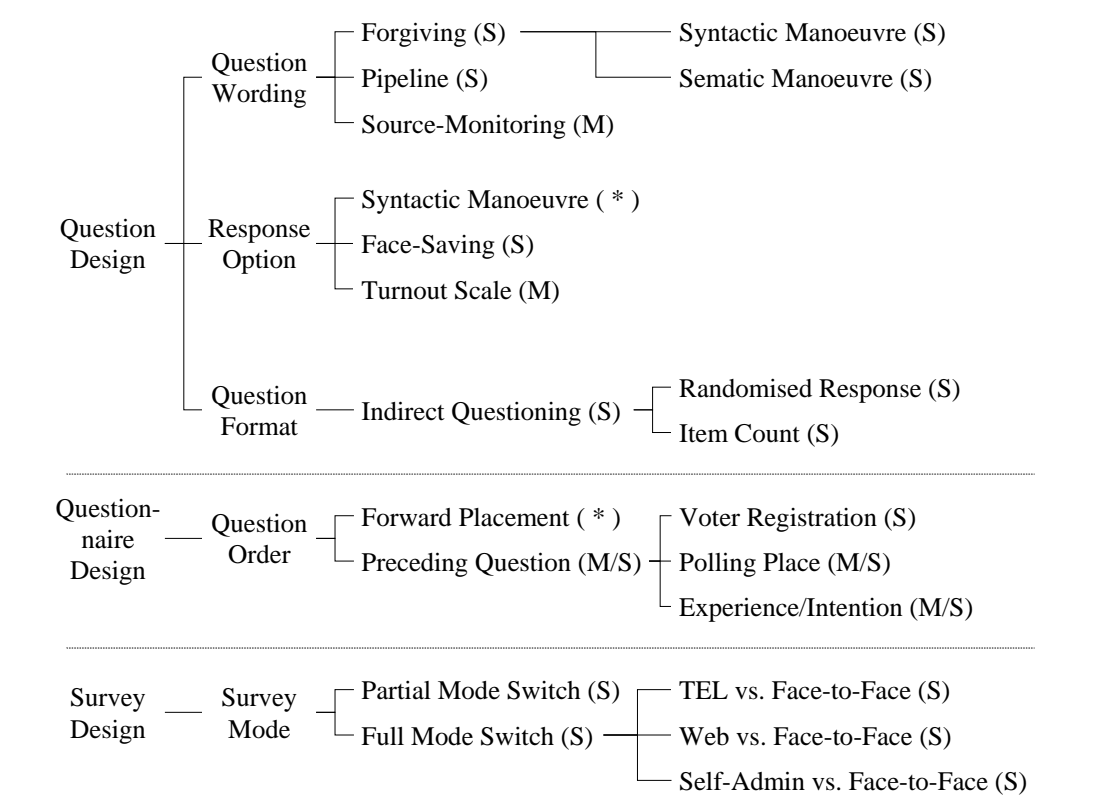 Forgiving (S)
Syntactic Manoeuvre (S)
Question
Wording
Pipeline (S)
Sematic Manoeuvre (S)
Source-Monitoring (M)
Syntactic Manoeuvre ( * )
Question
Design
Response
Option
Face-Saving (S)
Turnout Scale (M)
Question
Format
Indirect Questioning (S)
Randomised Response (S)
Item Count (S)
Question-
naire
Design
Question
Order
Forward Placement ( * )
Preceding Question (M/S)
Voter Registration (S)
Polling Place (M/S)
Experience/Intention (M/S)
Survey
Design
Survey
Mode
Partial Mode Switch (S)
Full Mode Switch (S)
TEL vs. Face-to-Face (S)
Web vs. Face-to-Face (S)
Self-Admin vs. Face-to-Face (S)